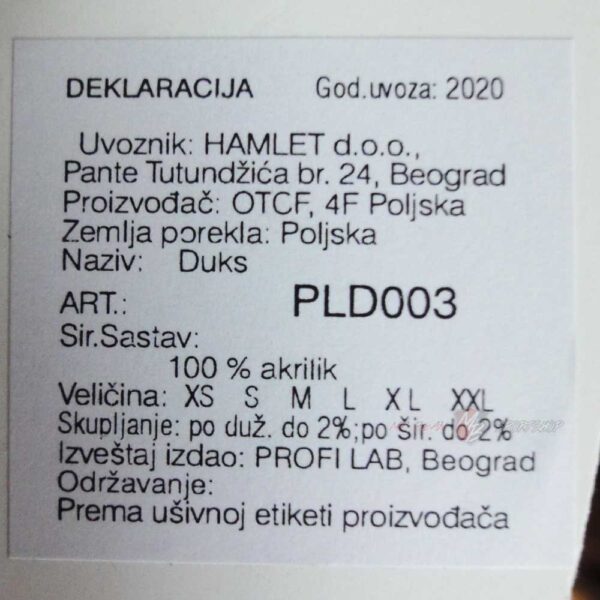 DEKLARACIJA God.uvoza: 2020
Uvoznik: HAMLET d.o.o.,
Pante Tutundžića br. 24, Beograd
Proizvođač: OTCF, 4F Poljska
Zemlja porekla: Poljska
Naziv: Duks
ART.: PLD003
Sir.Sastav:
100 % akrilik
Veličina: XS S M L XL XXL
Skupljanje: po duž. do 2%;po šir. do 2%
Izveštaj izdao: PROFI LAB, Beograd
Održavanje:
Prema ušivnoj etiketi proizvođača